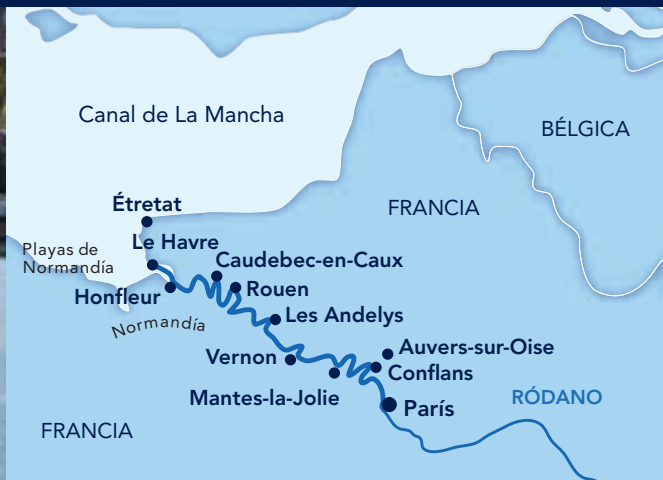 Canal de La Mancha
BÉLGICA
FRANCIA
Étretat
Le Havre
Playas de
Normandía
Caudebec-en-Caux
Honfleur
Rouen
Normandía
Les Andelys
Auvers-sur-Oise
Vernon
Conflans
Mantes-la-Jolie
RÓDANO
París
FRANCIA